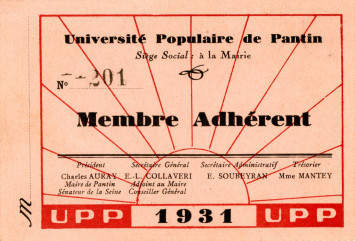 Université Populaire de Pantin
Siège Social : à la Mairie
N° 201
Membre Adhérent
Président Secrétaire Général Secrétaire Administratif Trésorier
Charles AURAY E.-L. COLLAVERI E. SOUBEYRAN Mme MANTEY
Maire de Pantin Adjoint au Maire
Sénateur de la Seine Conseiller Général
M
UPP 1931 UPP